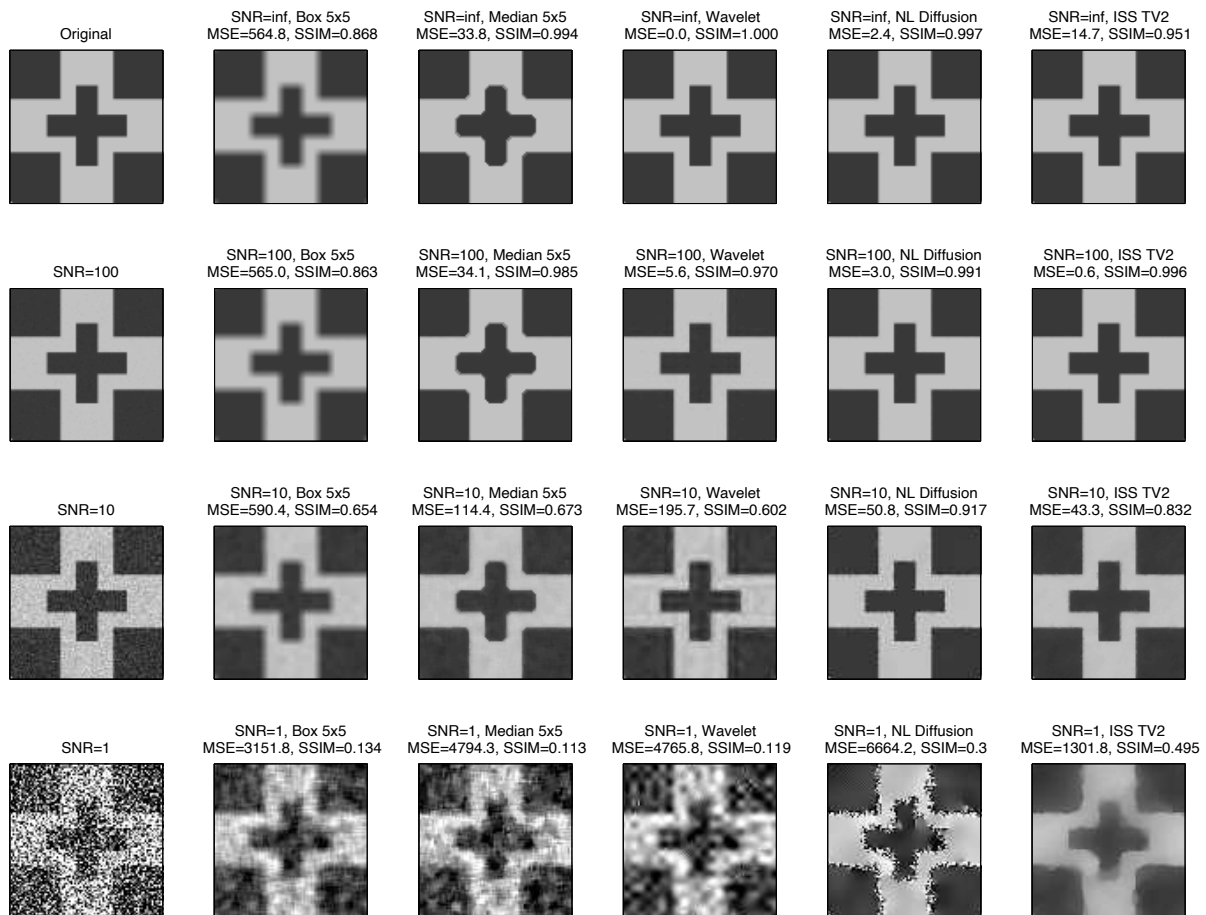 Original
SNR=inf, Box 5x5
MSE=564.8, SSIM=0.868
SNR=inf, Median 5x5
MSE=33.8, SSIM=0.994
SNR=inf, Wavelet
MSE=0.0, SSIM=1.000
SNR=inf, NL Diffusion
MSE=2.4, SSIM=0.997
SNR=inf, ISS TV2
MSE=14.7, SSIM=0.951
SNR=100
SNR=100, Box 5x5
MSE=565.0, SSIM=0.863
SNR=100, Median 5x5
MSE=34.1, SSIM=0.985
SNR=100, Wavelet
MSE=5.6, SSIM=0.970
SNR=100, NL Diffusion
MSE=3.0, SSIM=0.991
SNR=100, ISS TV2
MSE=0.6, SSIM=0.996
SNR=10
SNR=10, Box 5x5
MSE=590.4, SSIM=0.654
SNR=10, Median 5x5
MSE=114.4, SSIM=0.673
SNR=10, Wavelet
MSE=195.7, SSIM=0.602
SNR=10, NL Diffusion
MSE=50.8, SSIM=0.917
SNR=10, ISS TV2
MSE=43.3, SSIM=0.832
SNR=1
SNR=1, Box 5x5
MSE=3151.8, SSIM=0.134
SNR=1, Median 5x5
MSE=4794.3, SSIM=0.113
SNR=1, Wavelet
MSE=4765.8, SSIM=0.119
SNR=1, NL Diffusion
MSE=6664.2, SSIM=0.3
SNR=1, ISS TV2
MSE=1301.8, SSIM=0.495